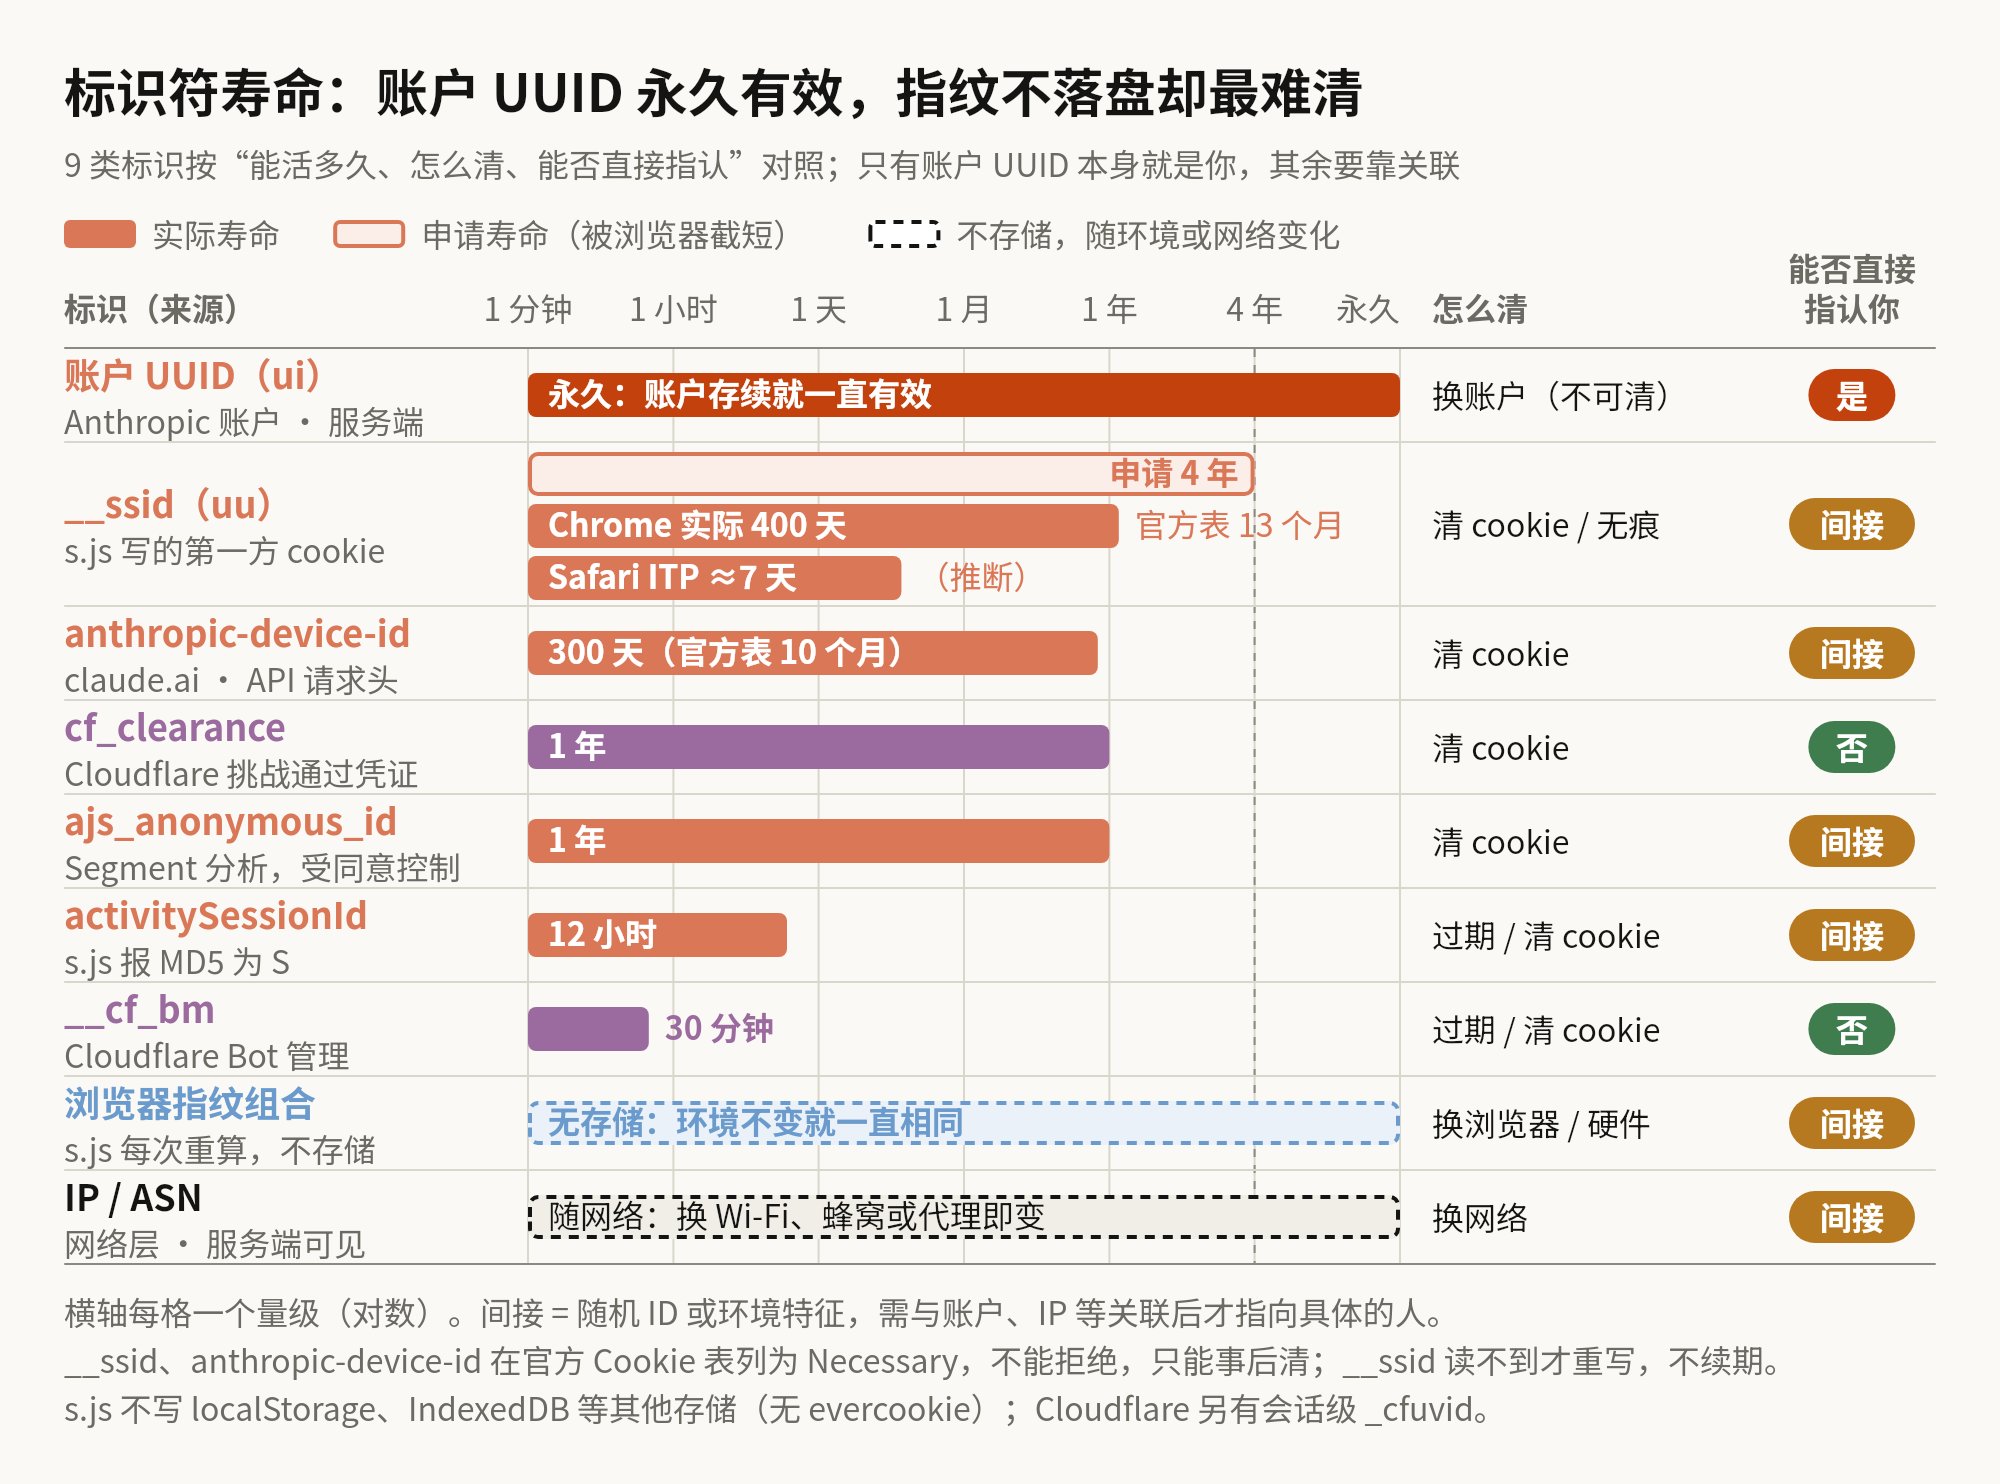 标识符寿命：账户 UUID 永久有效，指纹不落盘却最难清
9 类标识按“能活多久、怎么清、能否直接指认”对照；只有账户 UUID 本身就是你，其余要靠关联
实际寿命 申请寿命（被浏览器截短） 不存储，随环境或网络变化
标识（来源） 1 分钟 1 小时 1 天 1 月 1 年 4 年 永久 怎么清 能否直接
指认你
账户 UUID（ui）
Anthropic 账户 · 服务端
永久：账户存续就一直有效
换账户（不可清）
是
__ssid（uu）
s.js 写的第一方 cookie
申请 4 年
Chrome 实际 400 天 官方表 13 个月
Safari ITP ≈7 天 （推断）
清 cookie / 无痕
间接
anthropic-device-id
claude.ai · API 请求头
300 天（官方表 10 个月）
清 cookie
间接
cf_clearance
Cloudflare 挑战通过凭证
1 年
清 cookie
否
ajs_anonymous_id
Segment 分析，受同意控制
1 年
清 cookie
间接
activitySessionId
s.js 报 MD5 为 S
12 小时
过期 / 清 cookie
间接
__cf_bm
Cloudflare Bot 管理
30 分钟
过期 / 清 cookie
否
浏览器指纹组合
s.js 每次重算，不存储
无存储：环境不变就一直相同
换浏览器 / 硬件
间接
IP / ASN
网络层 · 服务端可见
随网络：换 Wi-Fi、蜂窝或代理即变
换网络
间接
横轴每格一个量级（对数）。间接 = 随机 ID 或环境特征，需与账户、IP 等关联后才指向具体的人。
__ssid、anthropic-device-id 在官方 Cookie 表列为 Necessary，不能拒绝，只能事后清；__ssid 读不到才重写，不续期。
s.js 不写 localStorage、IndexedDB 等其他存储（无 evercookie）；Cloudflare 另有会话级 _cfuvid。